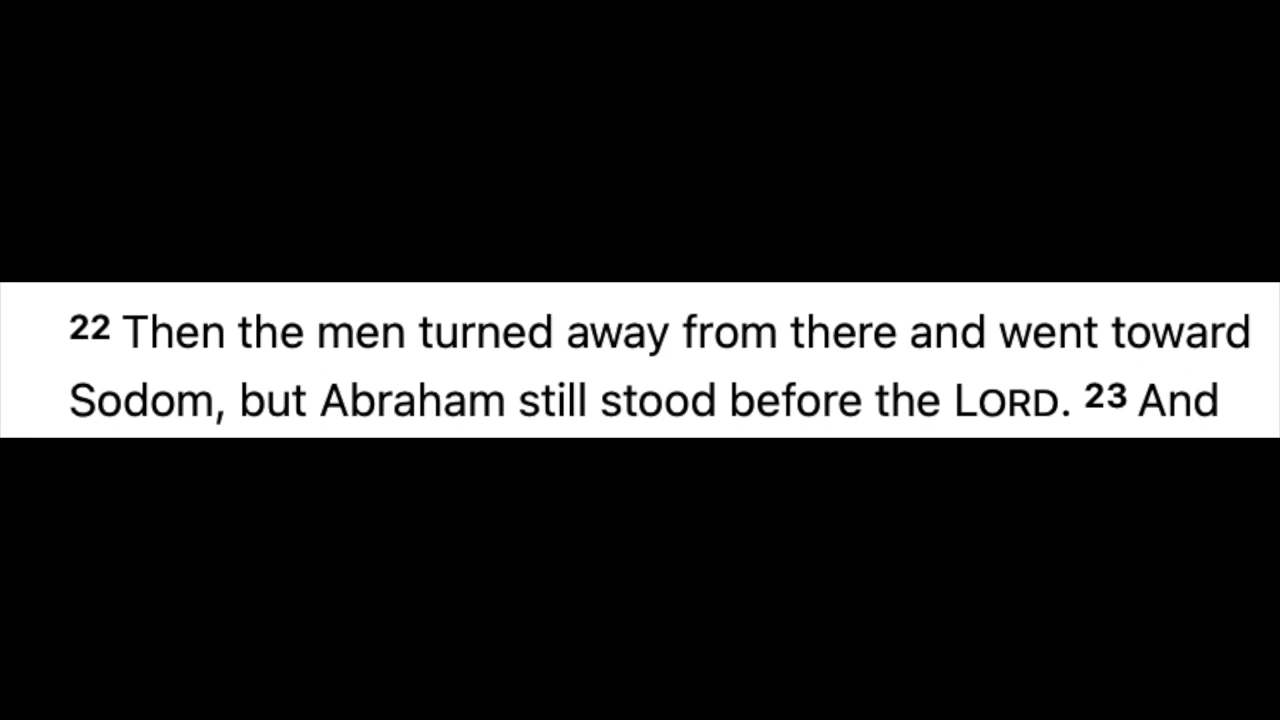 22 Then the men turned away from there and went toward
Sodom, but Abraham still stood before the LORD. 23 And